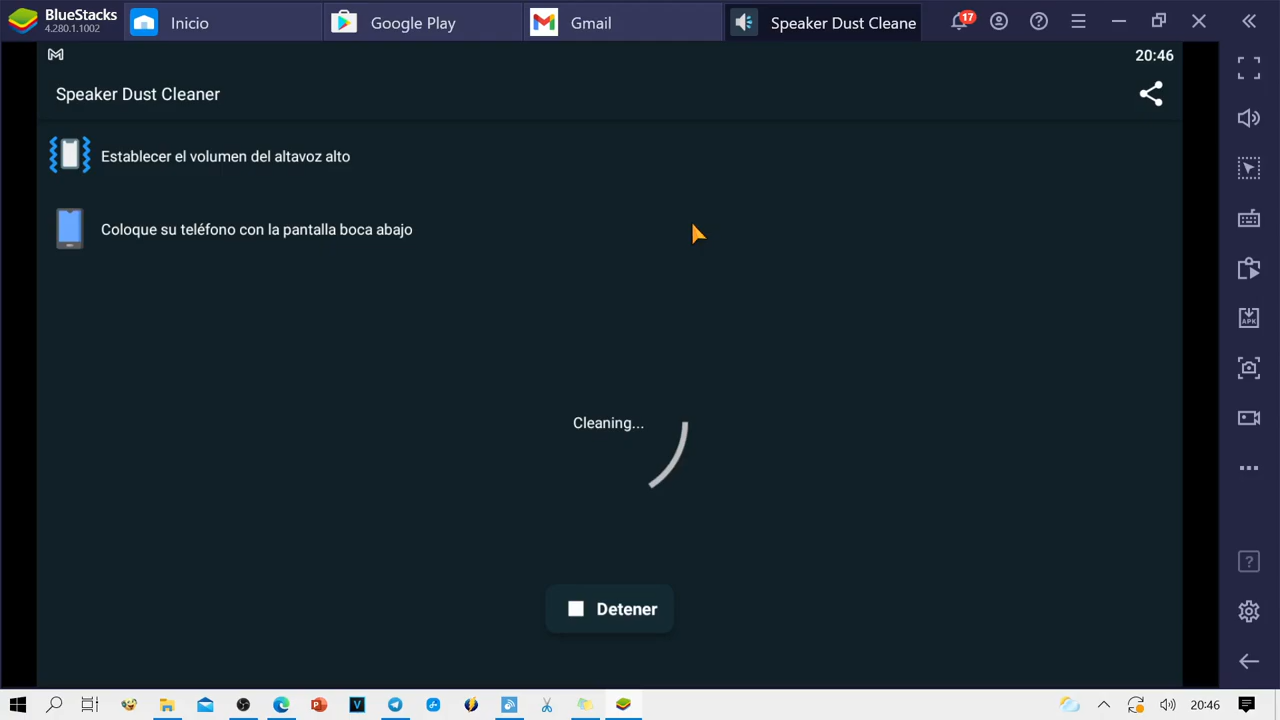 BlueStacks
4.280.1.1002
Inicio
Google Play
Gmail
Speaker Dust Cleane
17
20:46
Speaker Dust Cleaner
Establecer el volumen del altavoz alto
Coloque su teléfono con la pantalla boca abajo
Cleaning...
Detener
APK
20:46